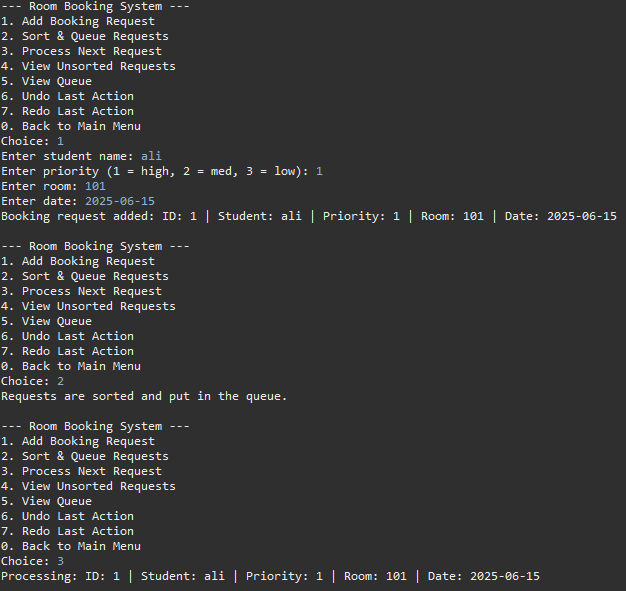 --- Room Booking System ---
1. Add Booking Request
2. Sort & Queue Requests
3. Process Next Request
4. View Unsorted Requests
5. View Queue
6. Undo Last Action
7. Redo Last Action
0. Back to Main Menu
Choice: 1
Enter student name: ali
Enter priority (1 = high, 2 = med, 3 = low): 1
Enter room: 101
Enter date: 2025-06-15
Booking request added: ID: 1 | Student: ali | Priority: 1 | Room: 101 | Date: 2025-06-15

--- Room Booking System ---
1. Add Booking Request
2. Sort & Queue Requests
3. Process Next Request
4. View Unsorted Requests
5. View Queue
6. Undo Last Action
7. Redo Last Action
0. Back to Main Menu
Choice: 2
Requests are sorted and put in the queue.

--- Room Booking System ---
1. Add Booking Request
2. Sort & Queue Requests
3. Process Next Request
4. View Unsorted Requests
5. View Queue
6. Undo Last Action
7. Redo Last Action
0. Back to Main Menu
Choice: 3
Processing: ID: 1 | Student: ali | Priority: 1 | Room: 101 | Date: 2025-06-15